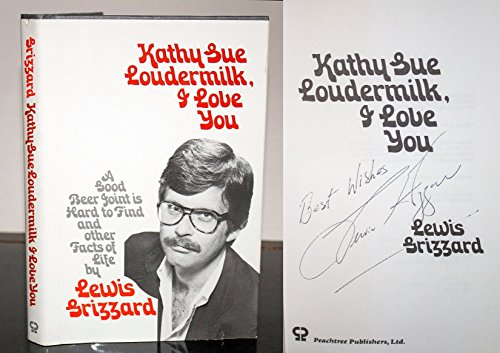 Grizzard Kathy Sue Loudermilk I Love You
Kathy Sue
Loudermilk,
I Love
You
A
Good
Beer Joint is
Hard to Find
and
other
Facts of
Life
by
Lewis
Grizzard
Kathy Sue
Loudermilk,
I Love
You
Best Wishes
Lewis
Grizzard
Peachtree Publishers, Ltd.